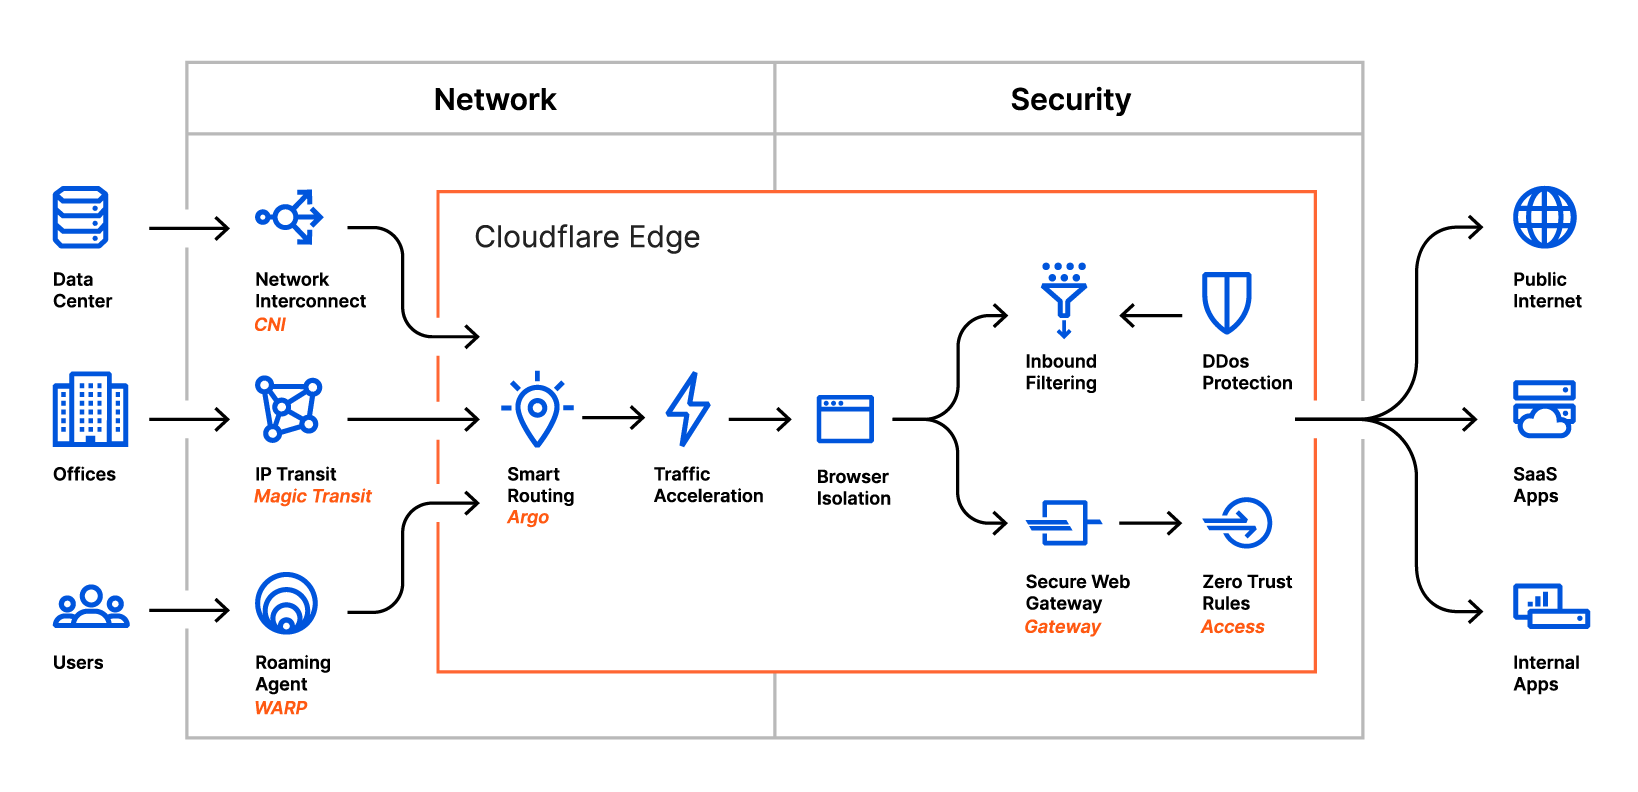 Network
Security
Cloudflare Edge
Data
Center
Network
Interconnect
CNI
Offices
IP Transit
Magic Transit
Users
Roaming
Agent
WARP
Smart
Routing
Argo
Traffic
Acceleration
Browser
Isolation
Inbound
Filtering
DDos
Protection
Secure Web
Gateway
Gateway
Zero Trust
Rules
Access
Public
Internet
SaaS
Apps
Internal
Apps